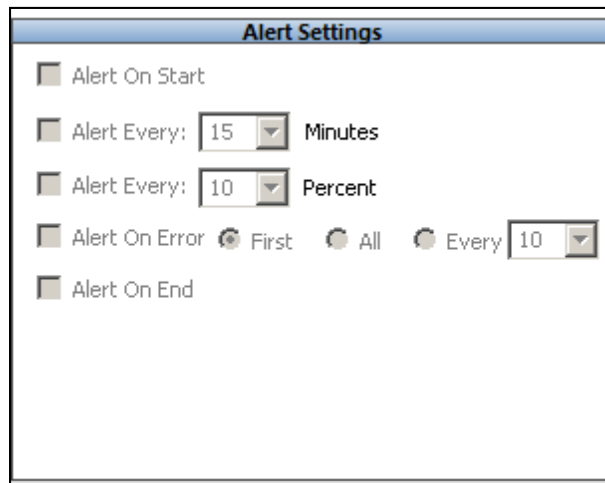 Alert Settings
Alert On Start
Alert Every: 15 Minutes
Alert Every: 10 Percent
Alert On Error First All Every 10
Alert On End